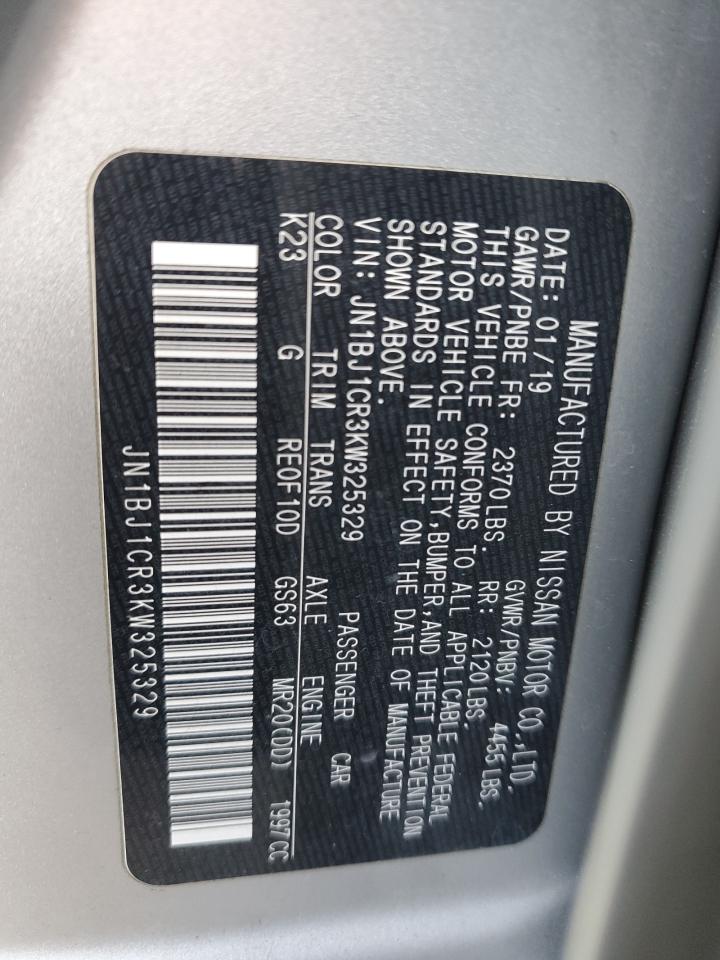 MANUFACTURED BY NISSAN MOTOR CO.,LTD.
DATE: 01/19 GVWR/PNBV: 4455 LBS.
GAWR/PNBE FR: 2370 LBS. RR: 2120 LBS.
THIS VEHICLE CONFORMS TO ALL APPLICABLE FEDERAL
MOTOR VEHICLE SAFETY,BUMPER,AND THEFT PREVENTION
STANDARDS IN EFFECT ON THE DATE OF MANUFACTURE
SHOWN ABOVE.
VIN: JN1BJ1CR3KW325329 PASSENGER CAR
COLOR TRIM TRANS AXLE ENGINE
K23 G RE0F10D GS63 MR20(DD) 1997CC
JN1BJ1CR3KW325329